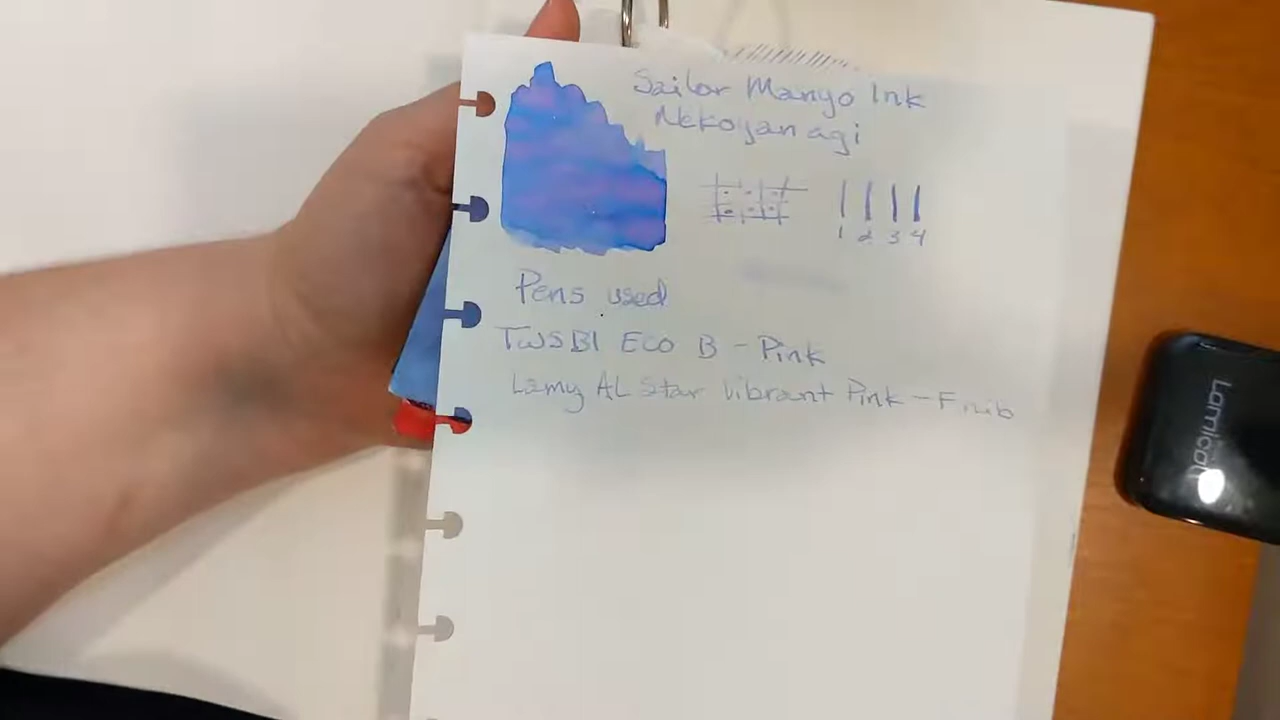 Sailor Manyo Ink
Nekoyanagi
1 2 3 4
Pens used
TWSBI ECO B - Pink
Lamy AL Star Vibrant Pink - F nib
Lamicall